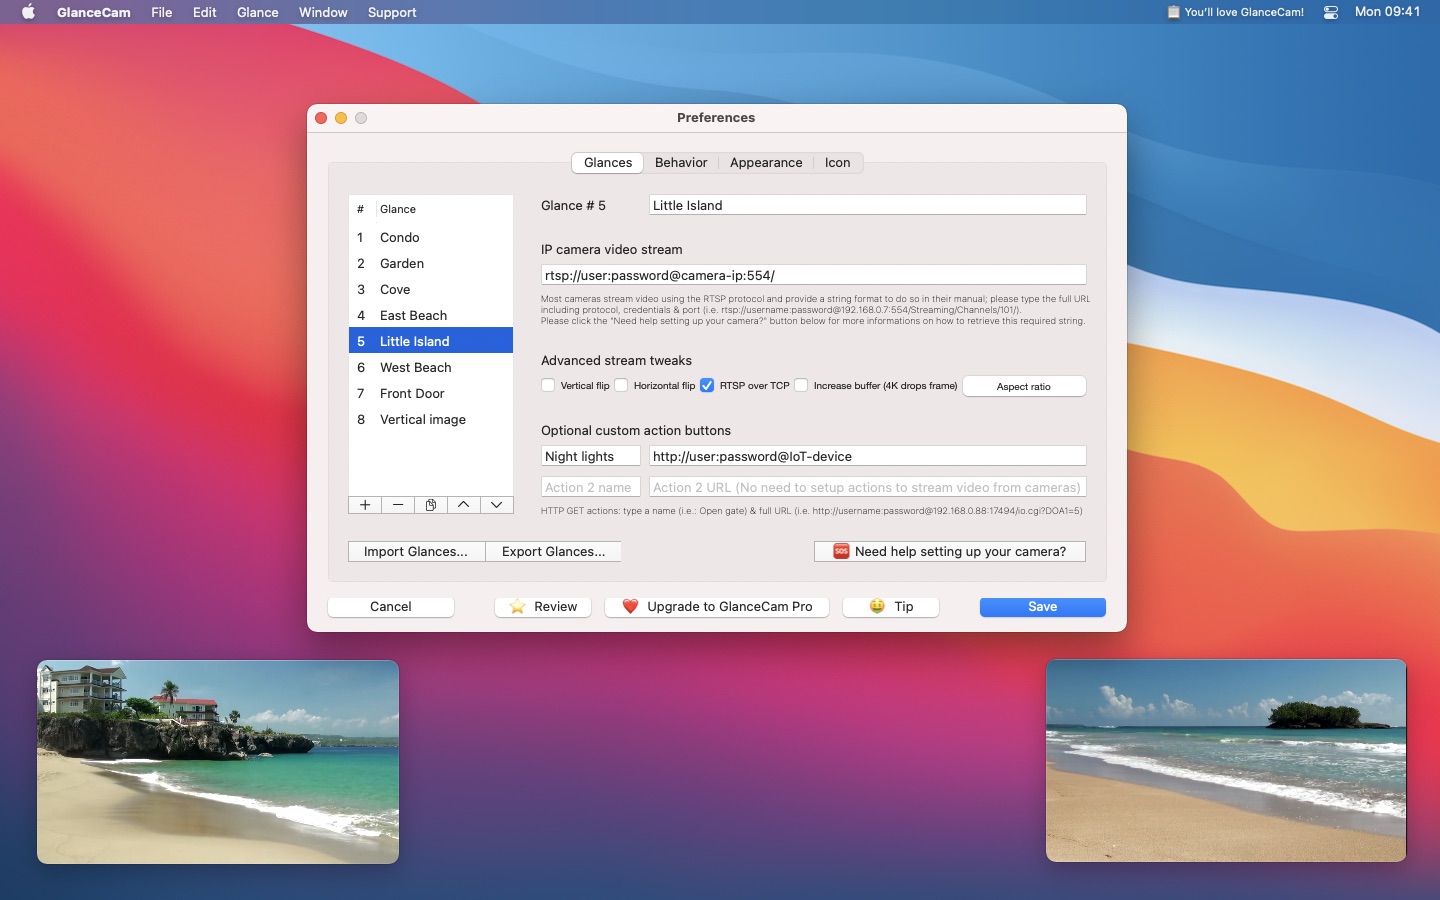 GlanceCam File Edit Glance Window Support
📋 You'll love GlanceCam! Mon 09:41
Preferences
Glances Behavior Appearance Icon
# Glance
1 Condo
2 Garden
3 Cove
4 East Beach
5 Little Island
6 West Beach
7 Front Door
8 Vertical image
Glance # 5 Little Island
IP camera video stream
rtsp://user:password@camera-ip:554/
Most cameras stream video using the RTSP protocol and provide a string format to do so in their manual; please type the full URL
including protocol, credentials & port (i.e. rtsp://username:password@192.168.0.7:554/Streaming/Channels/101/).
Please click the "Need help setting up your camera?" button below for more informations on how to retrieve this required string.
Advanced stream tweaks
Vertical flip Horizontal flip RTSP over TCP Increase buffer (4K drops frame) Aspect ratio
Optional custom action buttons
Night lights http://user:password@IoT-device
Action 2 name Action 2 URL (No need to setup actions to stream video from cameras)
HTTP GET actions: type a name (i.e.: Open gate) & full URL (i.e. http://username:password@192.168.0.88:17494/io.cgi?DOA1=5)
Import Glances... Export Glances...
🆘 Need help setting up your camera?
Cancel ⭐ Review ❤️ Upgrade to GlanceCam Pro 🤑 Tip Save